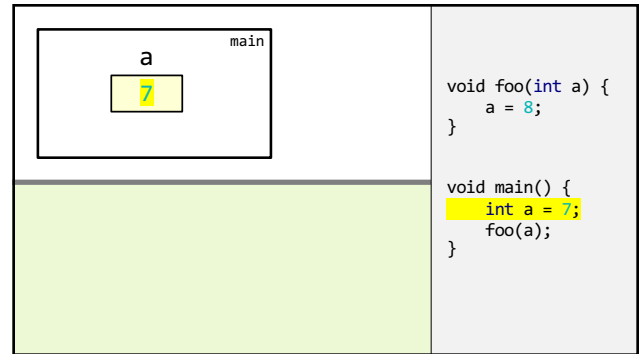 main
a
7
void foo(int a) {
    a = 8;
}
void main() {
    int a = 7;
    foo(a);
}